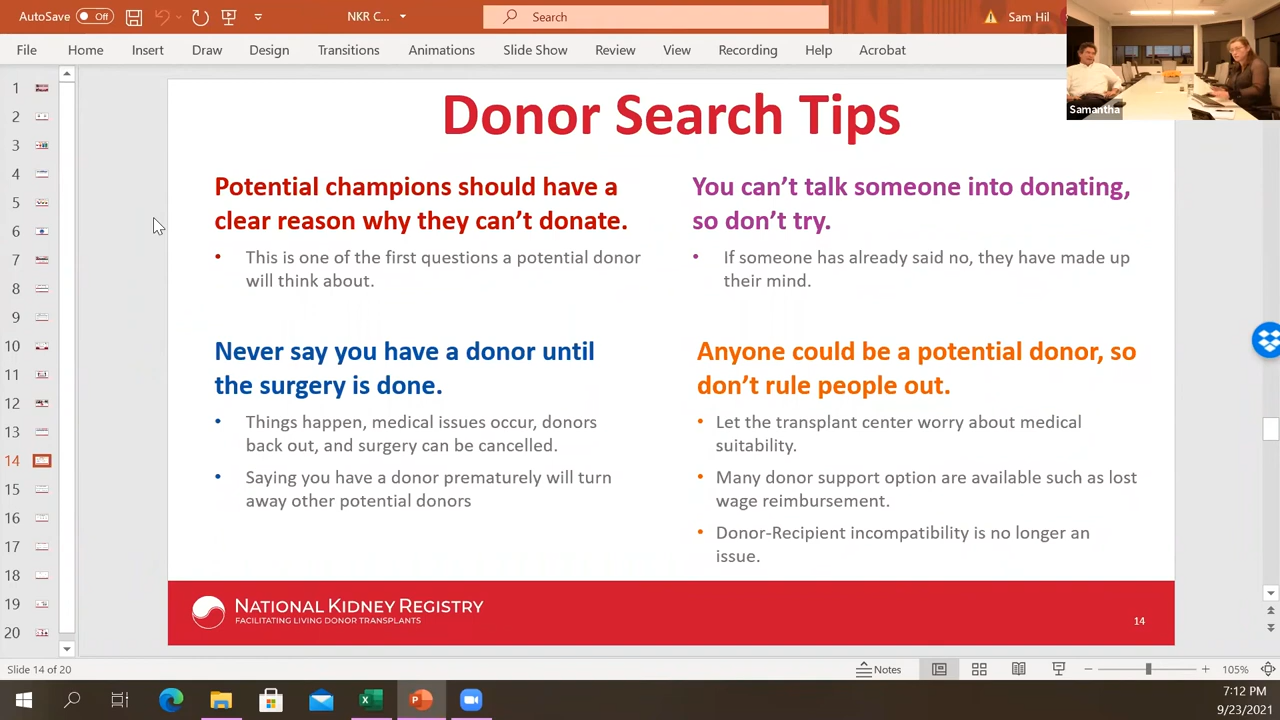 AutoSave Off NKR C... Search Sam Hil
File Home Insert Draw Design Transitions Animations Slide Show Review View Recording Help Acrobat
Samantha
1
3
7
8
9
10
11
12
13
14
15
16
17
18
19
20
Donor Search Tips
Potential champions should have a
clear reason why they can't donate.
• This is one of the first questions a potential donor
will think about.
You can't talk someone into donating,
so don't try.
• If someone has already said no, they have made up
their mind.
Never say you have a donor until
the surgery is done.
• Things happen, medical issues occur, donors
back out, and surgery can be cancelled.
• Saying you have a donor prematurely will turn
away other potential donors
Anyone could be a potential donor, so
don't rule people out.
• Let the transplant center worry about medical
suitability.
• Many donor support option are available such as lost
wage reimbursement.
• Donor-Recipient incompatibility is no longer an
issue.
NATIONAL KIDNEY REGISTRY
FACILITATING LIVING DONOR TRANSPLANTS
14
Slide 14 of 20 Notes 105%
7:12 PM
9/23/2021